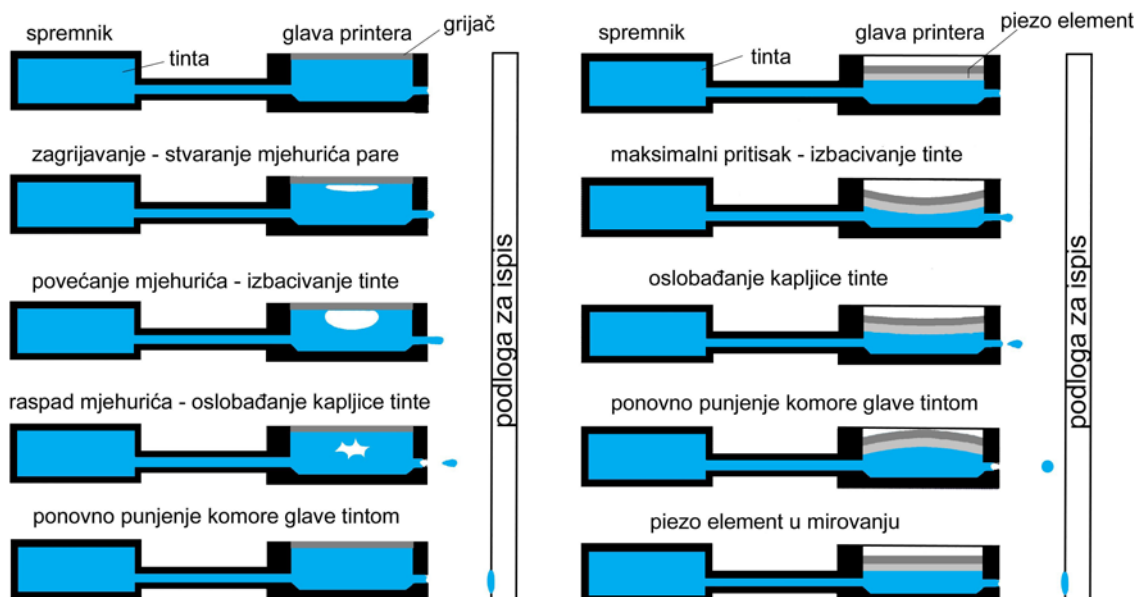 spremnik
glava printera
grijač
tinta
zagrijavanje - stvaranje mjehurića pare
povećanje mjehurića - izbacivanje tinte
raspad mjehurića - oslobađanje kapljice tinte
ponovno punjenje komore glave tintom
podloga za ispis
spremnik
glava printera
piezo element
tinta
maksimalni pritisak - izbacivanje tinte
oslobađanje kapljice tinte
ponovno punjenje komore glave tintom
piezo element u mirovanju
podloga za ispis